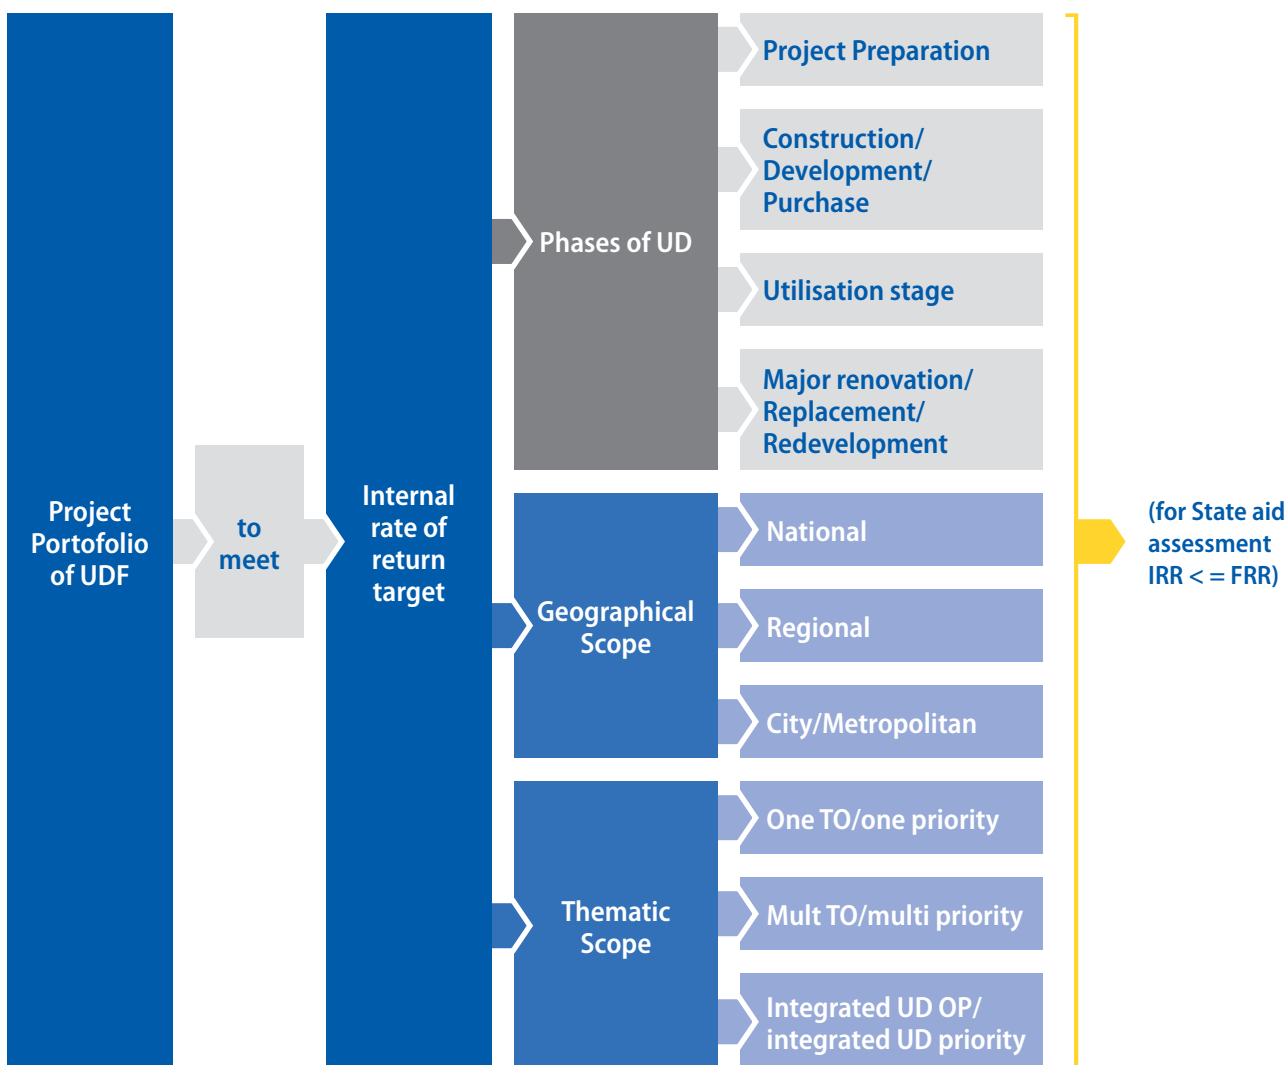 Project
Portofolio
of UDF
to
meet
Internal
rate of
return
target
Phases of UD
Project Preparation
Construction/
Development/
Purchase
Utilisation stage
Major renovation/
Replacement/
Redevelopment
Geographical
Scope
National
Regional
City/Metropolitan
Thematic
Scope
One TO/one priority
Mult TO/multi priority
Integrated UD OP/
integrated UD priority
(for State aid
assessment
IRR < = FRR)